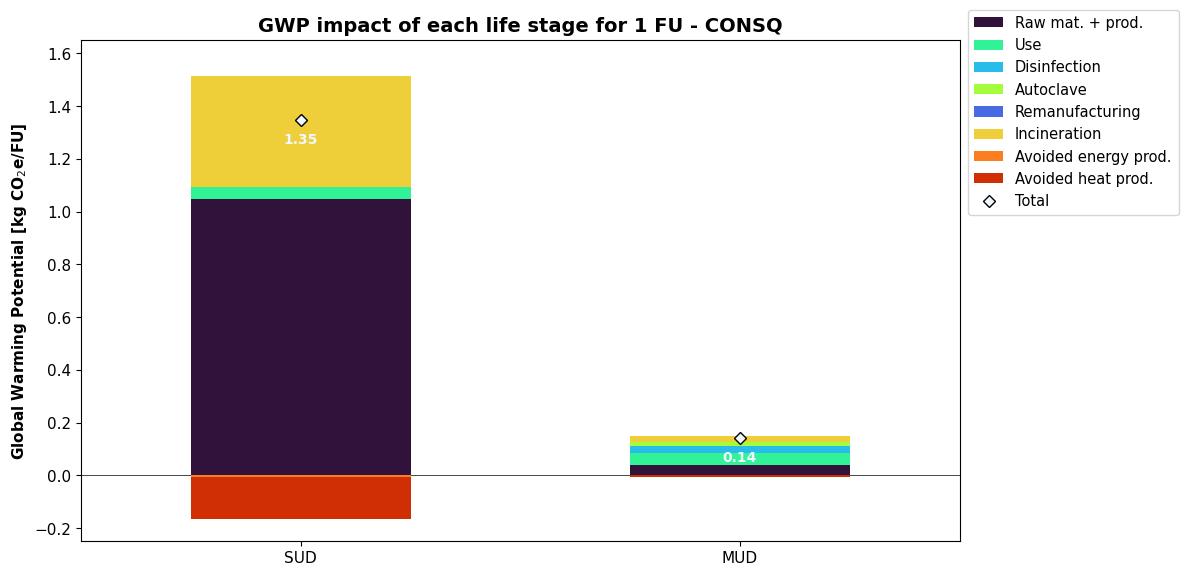 GWP impact of each life stage for 1 FU - CONSQ
Global Warming Potential [kg CO₂e/FU]
1.6
1.4
1.2
1.0
0.8
0.6
0.4
0.2
0.0
−0.2
1.35
0.14
SUD
MUD
Raw mat. + prod.
Use
Disinfection
Autoclave
Remanufacturing
Incineration
Avoided energy prod.
Avoided heat prod.
Total